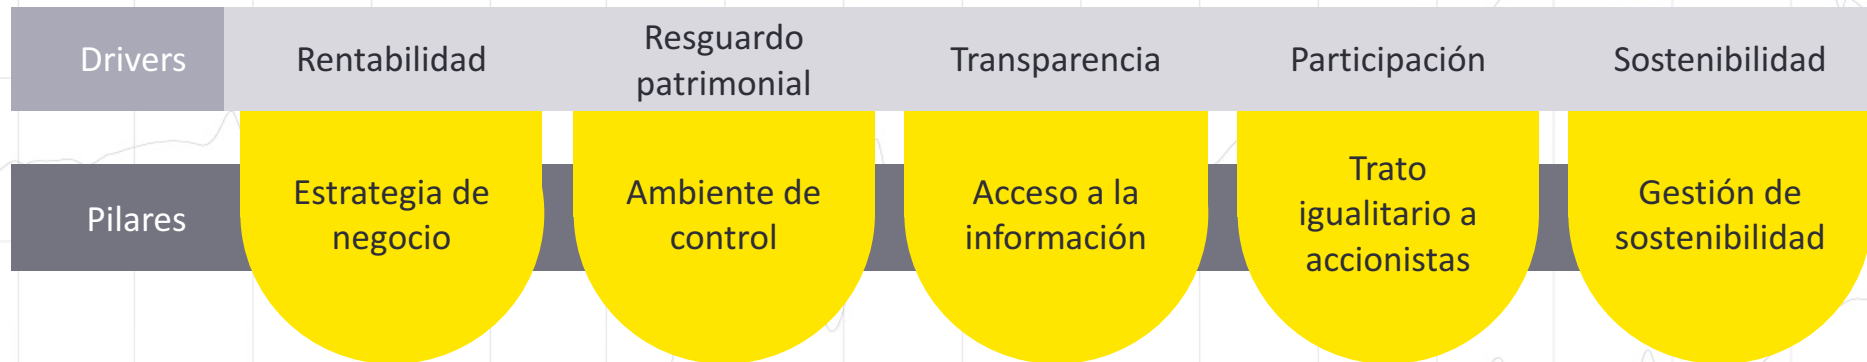 Drivers
Rentabilidad
Resguardo
patrimonial
Transparencia
Participación
Sostenibilidad
Pilares
Estrategia de
negocio
Ambiente de
control
Acceso a la
información
Trato
igualitario a
accionistas
Gestión de
sostenibilidad